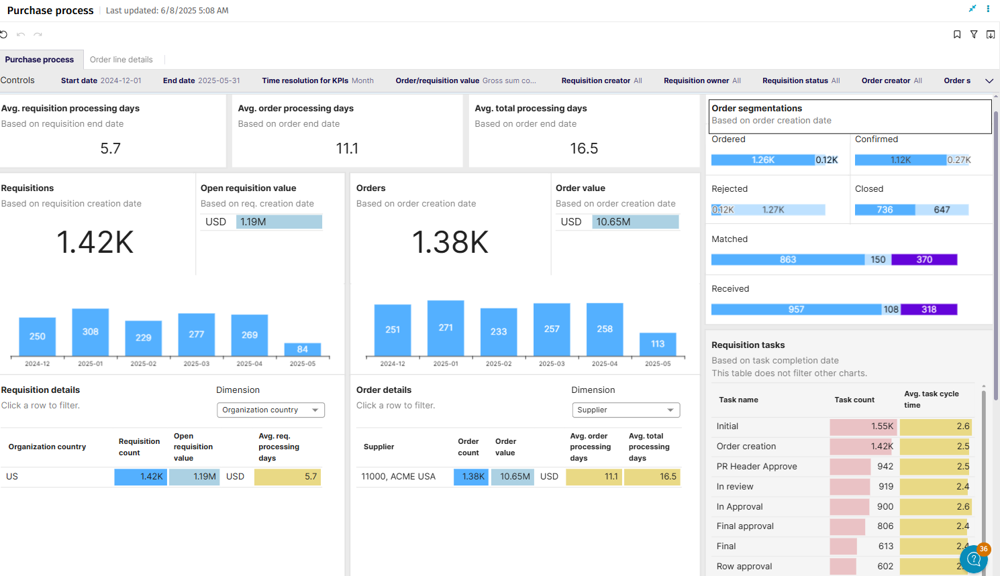 Purchase process
Last updated: 6/8/2025 5:08 AM
Purchase process
Order line details
Controls
Start date 2024-12-01
End date 2025-05-31
Time resolution for KPIs Month
Order/requisition value Gross sum co...
Requisition creator All
Requisition owner All
Requisition status All
Order creator All
Order s
Avg. requisition processing days
Based on requisition end date
5.7
Avg. order processing days
Based on order end date
11.1
Avg. total processing days
Based on order end date
16.5
Requisitions
Based on requisition creation date
1.42K
Open requisition value
Based on req. creation date
USD 1.19M
250 308 229 277 269 84
2024-12 2025-01 2025-02 2025-03 2025-04 2025-05
Orders
Based on order creation date
1.38K
Order value
Based on order creation date
USD 10.65M
251 271 233 257 258 113
2024-12 2025-01 2025-02 2025-03 2025-04 2025-05
Requisition details
Click a row to filter.
Dimension
Organization country
Organization country
Requisition count
Open requisition value
Avg. req. processing days
US 1.42K 1.19M USD 5.7
Order details
Click a row to filter.
Dimension
Supplier
Supplier
Order count
Order value
Avg. order processing days
Avg. total processing days
11000, ACME USA 1.38K 10.65M USD 11.1 16.5
Order segmentations
Based on order creation date
Ordered
1.26K 0.12K
Confirmed
1.12K 0.27K
Rejected
0.12K 1.27K
Closed
736 647
Matched
863 150 370
Received
957 108 318
Requisition tasks
Based on task completion date
This table does not filter other charts.
Task name
Task count
Avg. task cycle time
Initial 1.55K 2.6
Order creation 1.42K 2.5
PR Header Approve 942 2.5
In review 919 2.4
In Approval 900 2.6
Final approval 806 2.4
Final 613 2.4
Row approval 602
36